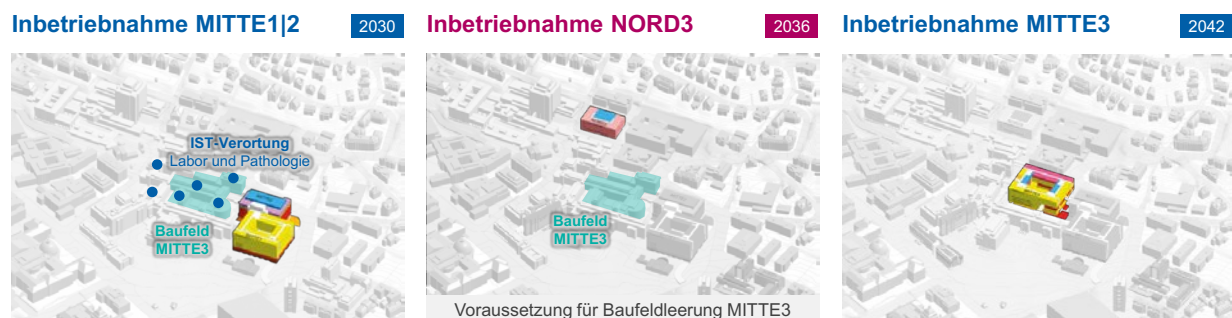 Inbetriebnahme MITTE1|2 2030
IST-Verortung
Labor und Pathologie
Baufeld
MITTE3
Inbetriebnahme NORD3 2036
Baufeld
MITTE3
Voraussetzung für Baufeldleerung MITTE3
Inbetriebnahme MITTE3 2042